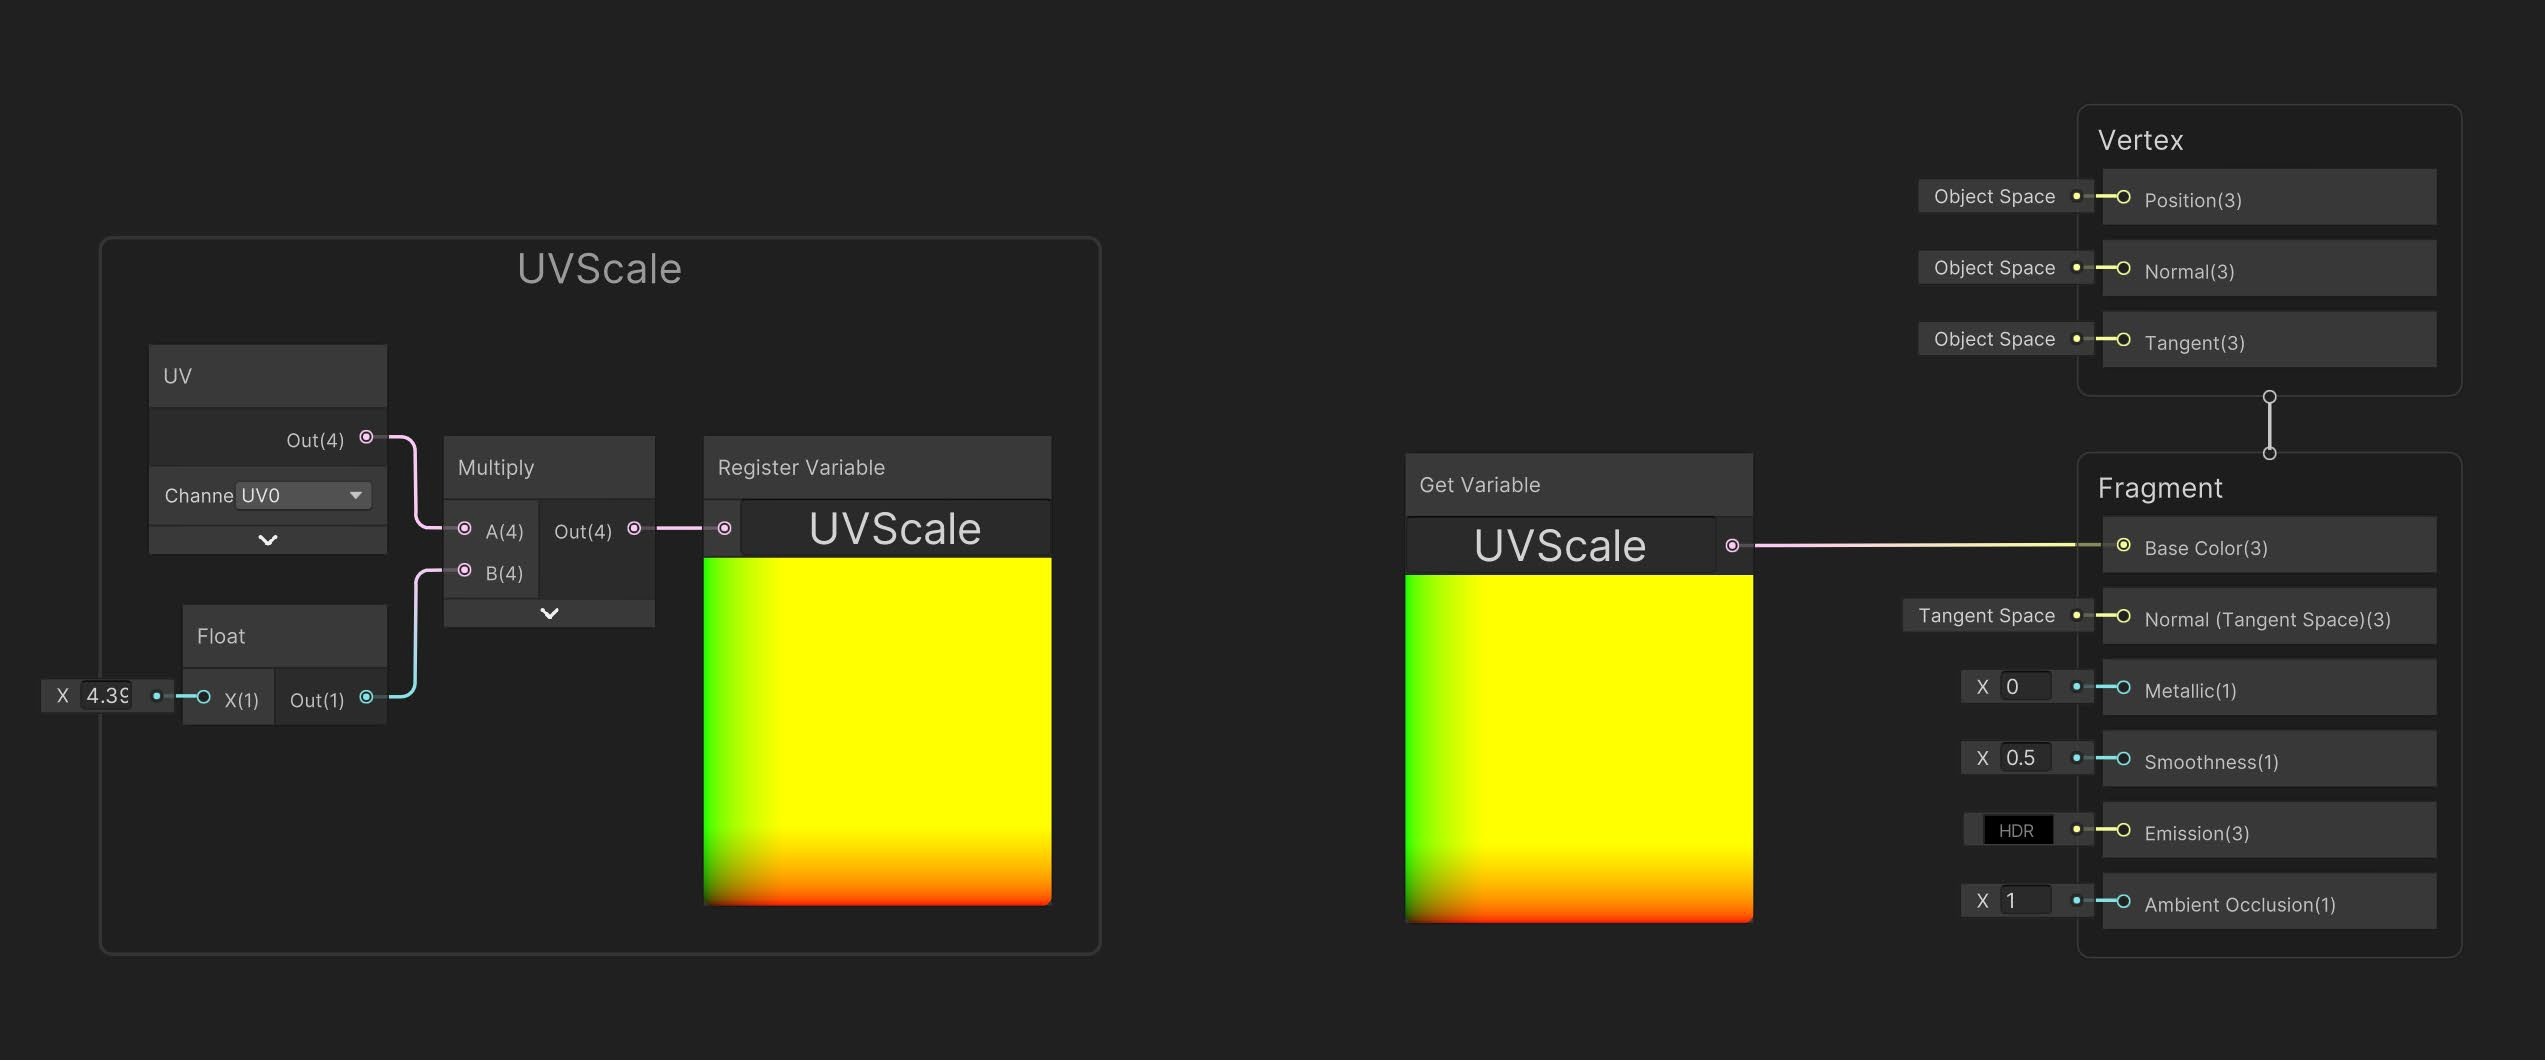 UVScale
UV
Out(4)
Channe UV0
Float
X
X(1)
Out(1)
Multiply
A(4)
Out(4)
B(4)
Register Variable
UVScale
Get Variable
UVScale
Vertex
Object Space
Position(3)
Object Space
Normal(3)
Object Space
Tangent(3)
Fragment
Base Color(3)
Tangent Space
Normal (Tangent Space)(3)
X 0
Metallic(1)
X 0.5
Smoothness(1)
HDR
Emission(3)
X 1
Ambient Occlusion(1)